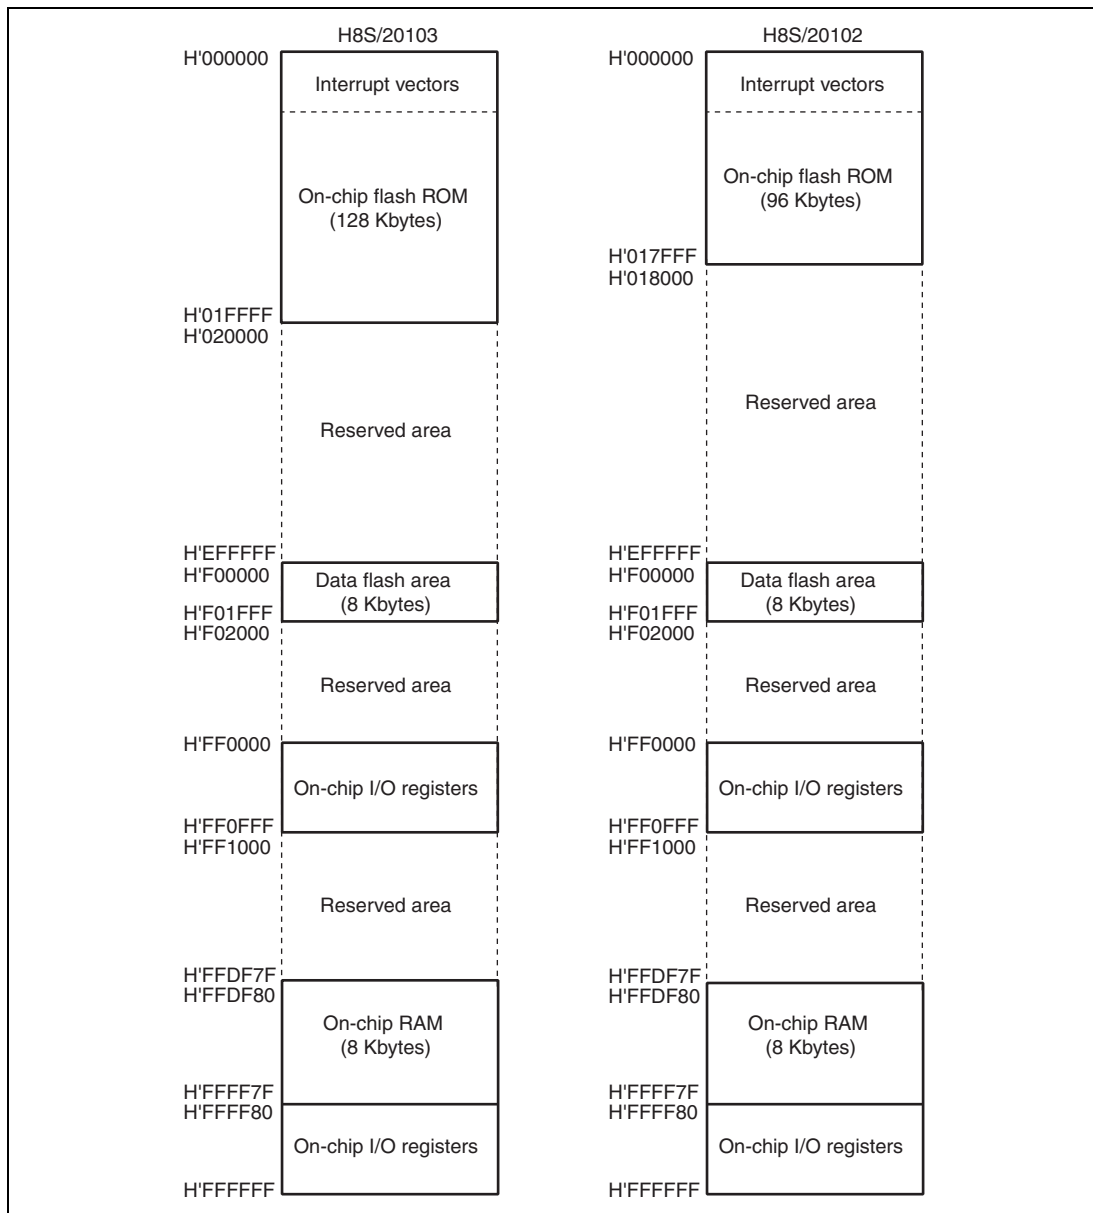 H8S/20103
H'000000
Interrupt vectors
On-chip flash ROM
(128 Kbytes)
H'01FFFF
H'020000
Reserved area
H'EFFFFF
H'F00000
Data flash area
(8 Kbytes)
H'F01FFF
H'F02000
Reserved area
H'FF0000
On-chip I/O registers
H'FF0FFF
H'FF1000
Reserved area
H'FFDF7F
H'FFDF80
On-chip RAM
(8 Kbytes)
H'FFFF7F
H'FFFF80
On-chip I/O registers
H'FFFFFF
H8S/20102
H'000000
Interrupt vectors
On-chip flash ROM
(96 Kbytes)
H'017FFF
H'018000
Reserved area
H'EFFFFF
H'F00000
Data flash area
(8 Kbytes)
H'F01FFF
H'F02000
Reserved area
H'FF0000
On-chip I/O registers
H'FF0FFF
H'FF1000
Reserved area
H'FFDF7F
H'FFDF80
On-chip RAM
(8 Kbytes)
H'FFFF7F
H'FFFF80
On-chip I/O registers
H'FFFFFF